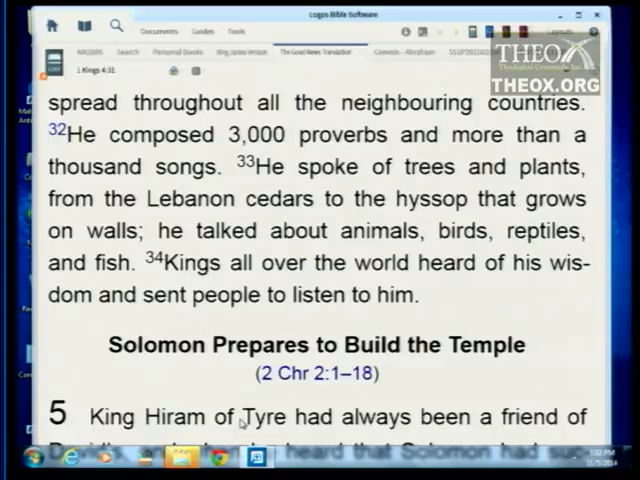 Logos Bible Software
Documents Guides Tools
Layouts
NASB95 Search Personal Books King James Version The Good News Translation Genesis - Abraham
1 Kings 4:31
THEOX
THEOX.ORG
spread throughout all the neighbouring countries.
32He composed 3,000 proverbs and more than a
thousand songs. 33He spoke of trees and plants,
from the Lebanon cedars to the hyssop that grows
on walls; he talked about animals, birds, reptiles,
and fish. 34Kings all over the world heard of his wis-
dom and sent people to listen to him.
Solomon Prepares to Build the Temple
(2 Chr 2:1–18)
5 King Hiram of Tyre had always been a friend of
heard that Solomon had